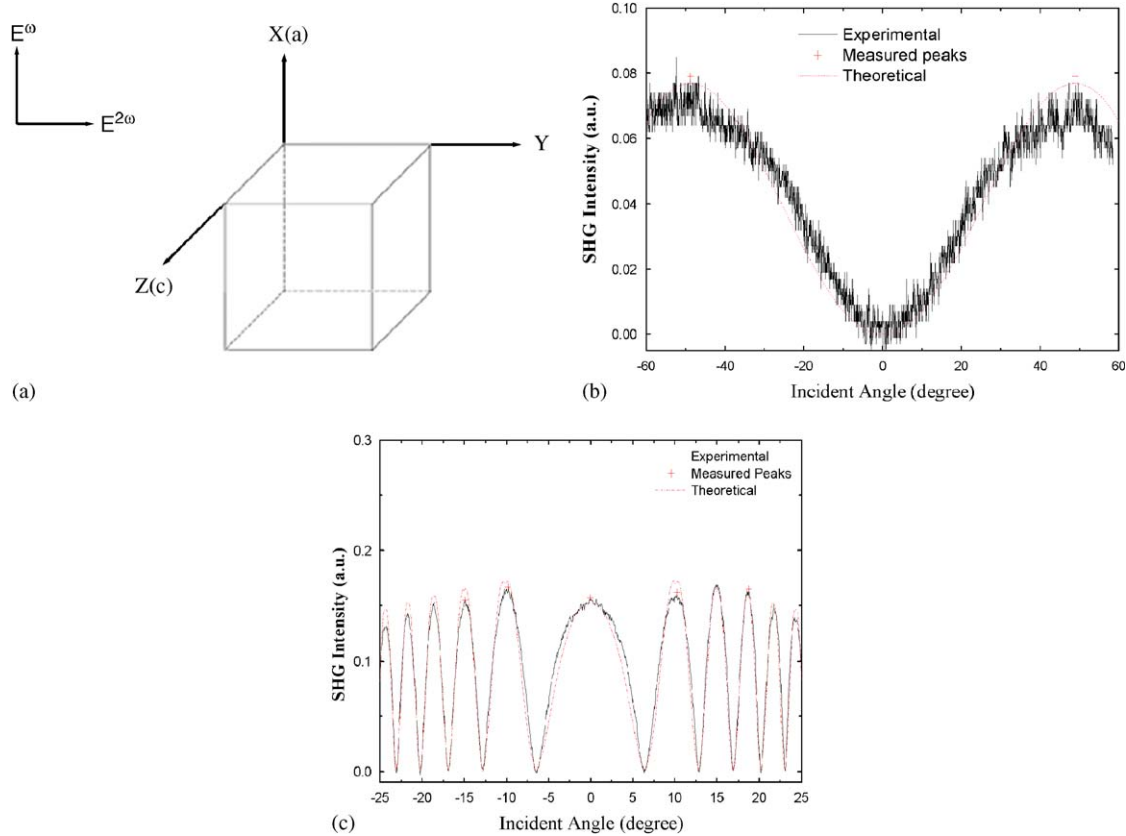 E^ω
E^2ω
X(a)
Y
Z(c)
(a)
SHG Intensity (a.u.)
0.10
0.08
0.06
0.04
0.02
0.00
Experimental
Measured peaks
Theoretical
-60 -40 -20 0 20 40 60
Incident Angle (degree)
(b)
SHG Intensity (a.u.)
0.3
0.2
0.1
0.0
Experimental
Measured Peaks
Theoretical
-25 -20 -15 -10 -5 0 5 10 15 20 25
Incident Angle (degree)
(c)